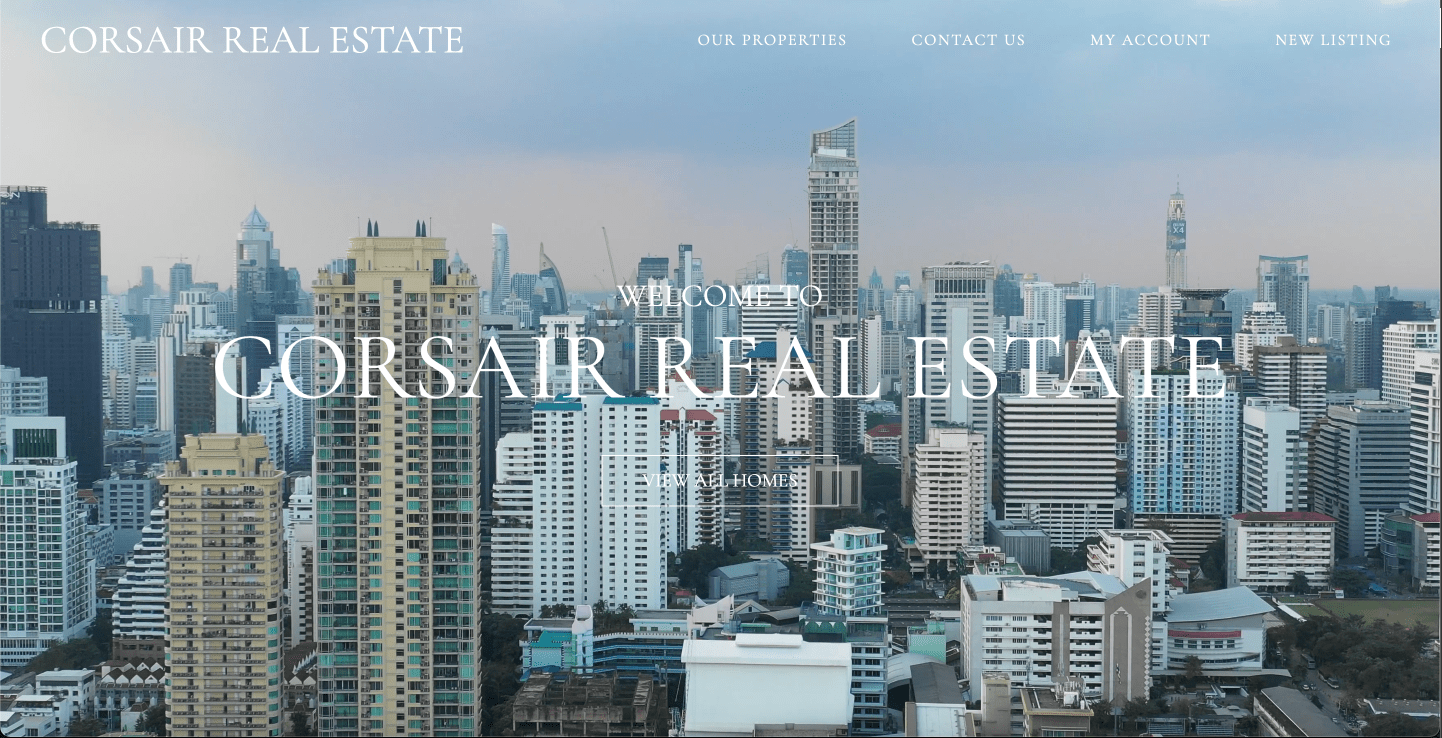 CORSAIR REAL ESTATE
OUR PROPERTIES
CONTACT US
MY ACCOUNT
NEW LISTING
WELCOME TO
CORSAIR REAL ESTATE
VIEW ALL HOMES